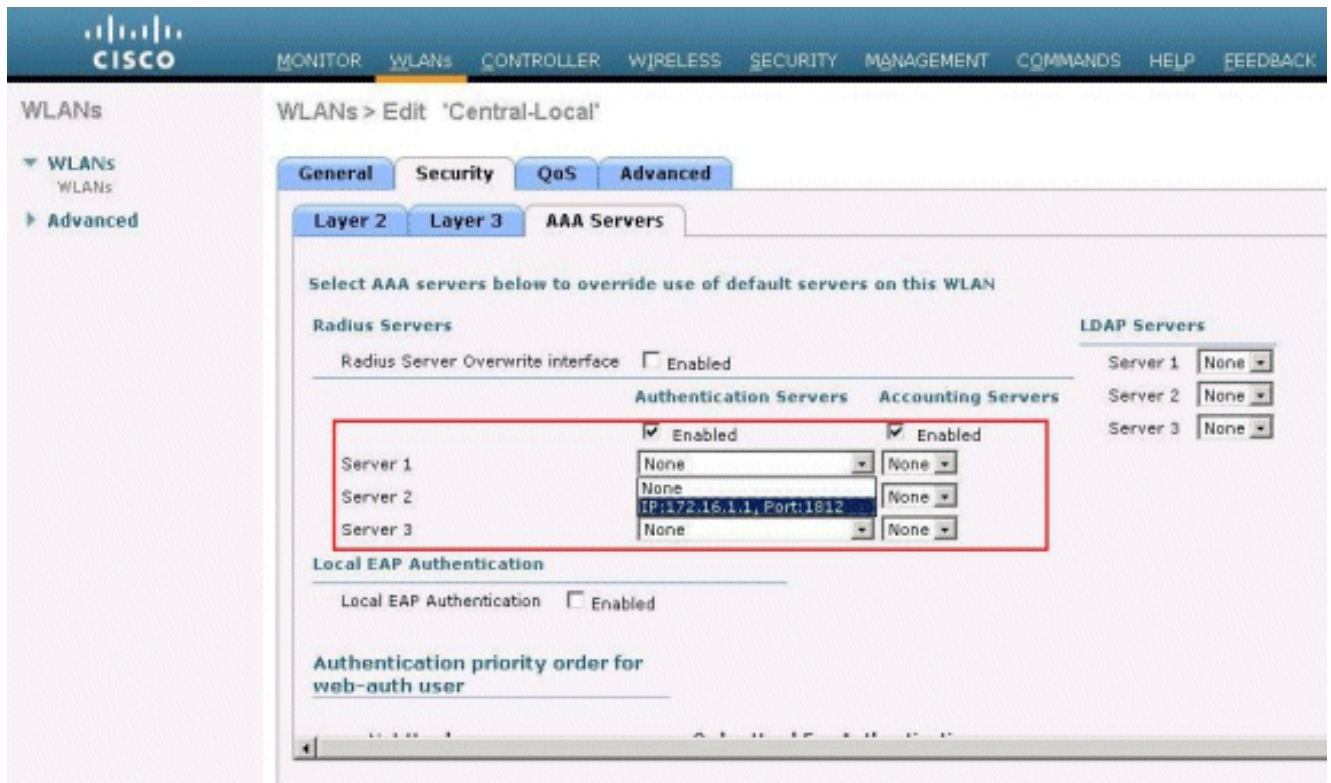 CISCO
MONITOR WLANs CONTROLLER WIRELESS SECURITY MANAGEMENT COMMANDS HELP FEEDBACK
WLANs
WLANs
WLANs
Advanced
WLANs > Edit 'Central-Local'
General Security QoS Advanced
Layer 2 Layer 3 AAA Servers
Select AAA servers below to override use of default servers on this WLAN
Radius Servers
LDAP Servers
Radius Server Overwrite interface Enabled
Server 1 None
Server 2 None
Server 3 None
Authentication Servers Accounting Servers
Enabled Enabled
Server 1 None None
None
IP:172.16.1.1, Port:1812
Server 2 None
Server 3 None None
Local EAP Authentication
Local EAP Authentication Enabled
Authentication priority order for
web-auth user